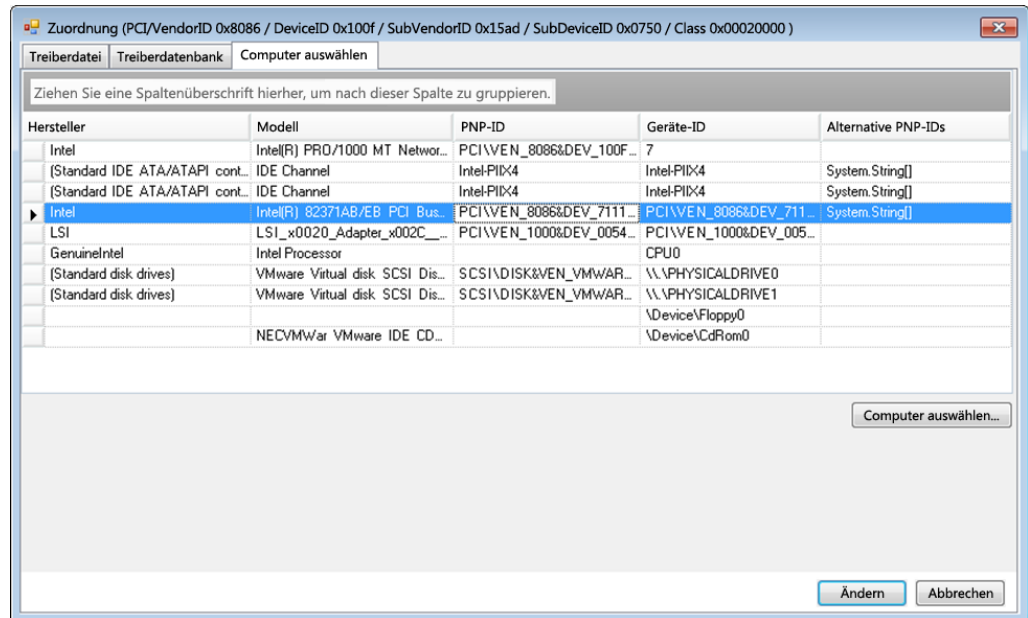 Zuordnung (PCI/VendorID 0x8086 / DeviceID 0x100f / SubVendorID 0x15ad / SubDeviceID 0x0750 / Class 0x00020000 )
Treiberdatei Treiberdatenbank Computer auswählen
Ziehen Sie eine Spaltenüberschrift hierher, um nach dieser Spalte zu gruppieren.
Hersteller Modell PNP-ID Geräte-ID Alternative PNP-IDs
Intel Intel(R) PRO/1000 MT Networ... PCI\VEN_8086&DEV_100F... 7
(Standard IDE ATA/ATAPI cont... IDE Channel Intel-PIIX4 Intel-PIIX4 System.String[]
(Standard IDE ATA/ATAPI cont... IDE Channel Intel-PIIX4 Intel-PIIX4 System.String[]
Intel Intel(R) 82371AB/EB PCI Bus... PCI\VEN_8086&DEV_7111... PCI\VEN_8086&DEV_711... System.String[]
LSI LSI_x0020_Adapter_x002C__... PCI\VEN_1000&DEV_0054... PCI\VEN_1000&DEV_005...
GenuineIntel Intel Processor CPU0
(Standard disk drives) VMware Virtual disk SCSI Dis... SCSI\DISK&VEN_VMWAR... \\.\PHYSICALDRIVE0
(Standard disk drives) VMware Virtual disk SCSI Dis... SCSI\DISK&VEN_VMWAR... \\.\PHYSICALDRIVE1
\Device\Floppy0
NECVMWar VMware IDE CD... \Device\CdRom0
Computer auswählen...
Ändern Abbrechen